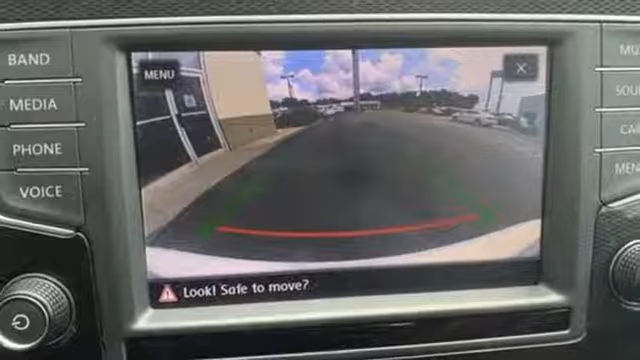 BAND
MEDIA
PHONE
VOICE
MENU
X
Look! Safe to move?